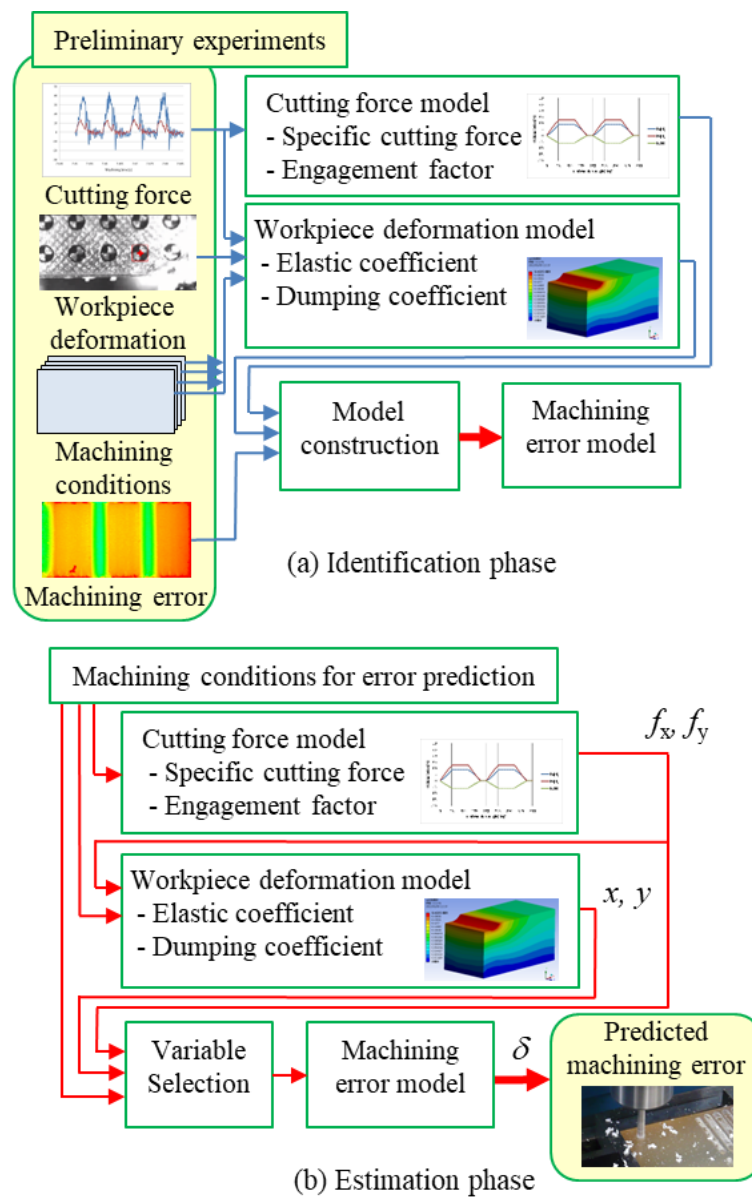 Preliminary experiments
Cutting force model
- Specific cutting force
- Engagement factor
Cutting force
Workpiece deformation model
- Elastic coefficient
- Dumping coefficient
Workpiece
deformation
Model
construction
Machining
error model
Machining
conditions
Machining error
(a) Identification phase
Machining conditions for error prediction
Cutting force model
- Specific cutting force
- Engagement factor
fx, fy
Workpiece deformation model
- Elastic coefficient
- Dumping coefficient
x, y
Variable
Selection
Machining
error model
δ
Predicted
machining error
(b) Estimation phase